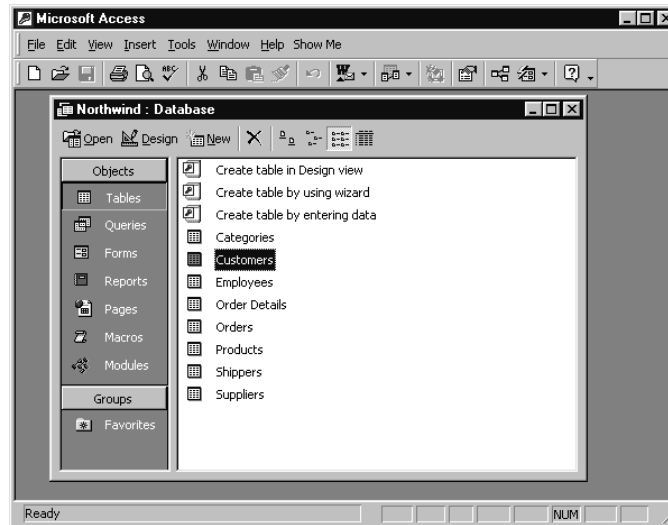 Microsoft Access
File Edit View Insert Tools Window Help Show Me
Northwind : Database
Open Design New
Objects
Tables
Queries
Forms
Reports
Pages
Macros
Modules
Groups
Favorites
Create table in Design view
Create table by using wizard
Create table by entering data
Categories
Customers
Employees
Order Details
Orders
Products
Shippers
Suppliers
Ready NUM